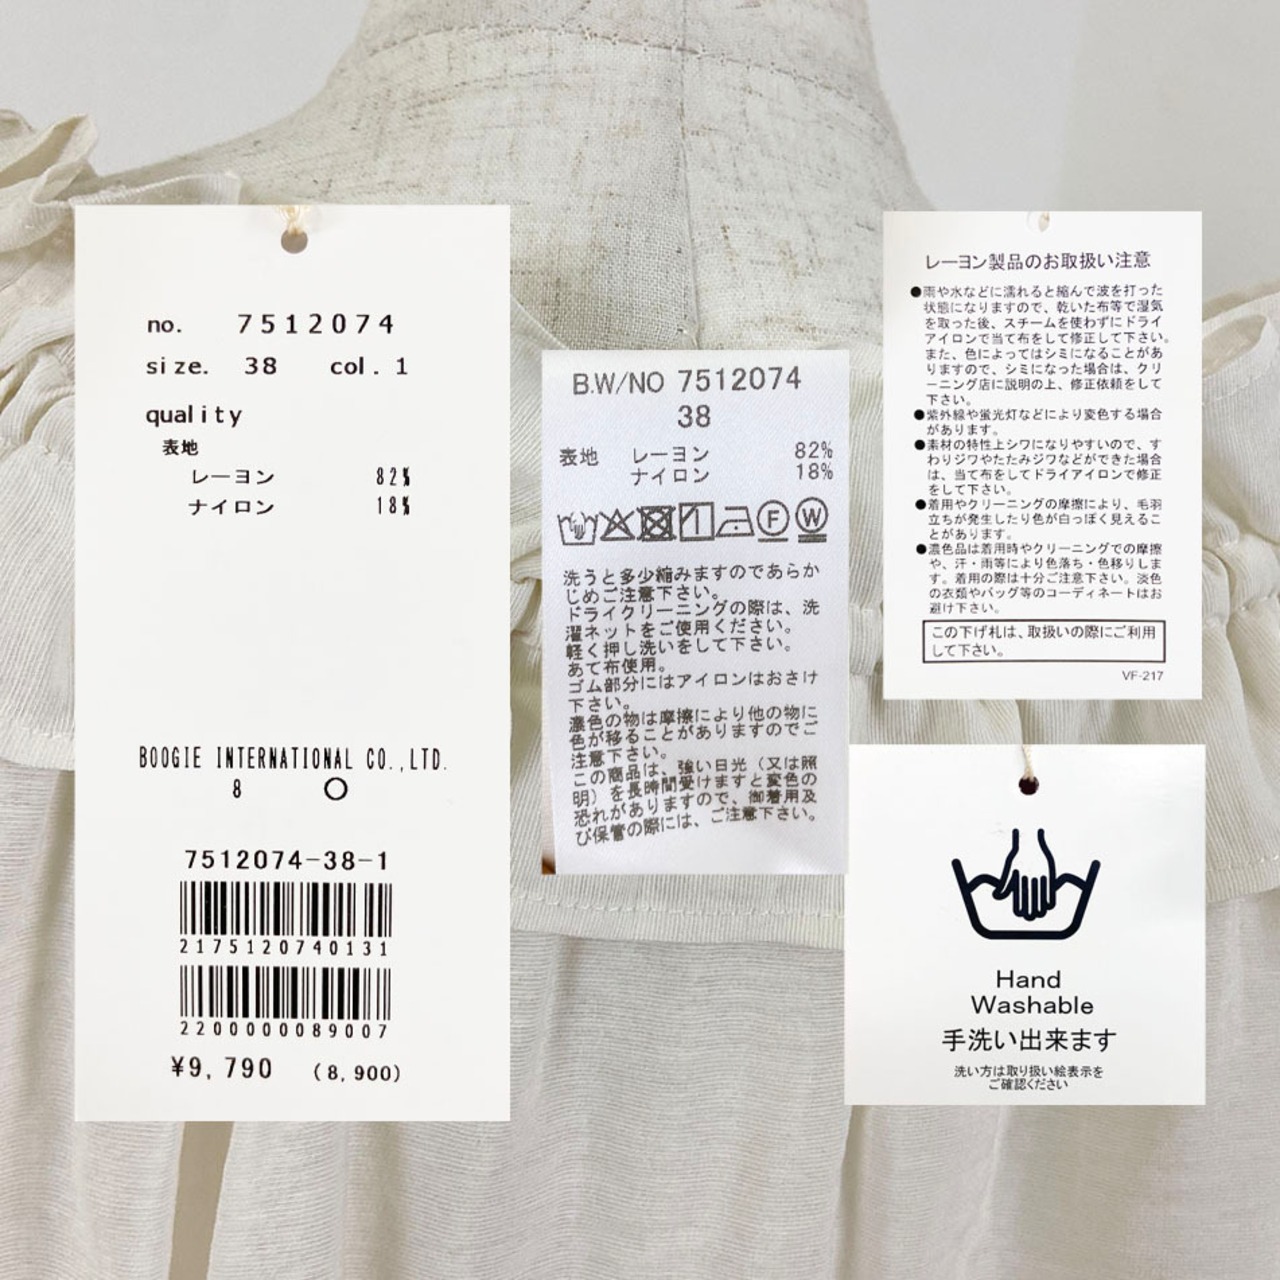 no. 7512074
size. 38 col. 1
quality
表地
レーヨン 82%
ナイロン 18%
BOOGIE INTERNATIONAL CO.,LTD.
8 ○
7512074-38-1
2175120740131
2200000089007
¥9,790 (8,900)
B.W/NO 7512074
38
表地 レーヨン 82%
ナイロン 18%
F W
洗うと多少縮みますのであらか
じめご注意下さい。
ドライクリーニングの際は、洗
濯ネットをご使用ください。
軽く押し洗いをして下さい。
あて布使用。
ゴム部分にはアイロンはおさけ
下さい。
濃色の物は摩擦により他の物に
色が移ることがありますのでご
注意下さい。
この商品は、強い日光（又は照
明）を長時間受けますと変色の
恐れがありますので、御着用及
び保管の際には、ご注意下さい。
レーヨン製品のお取扱い注意
●雨や水などに濡れると縮んで波を打った
状態になりますので、乾いた布等で湿気
を取った後、スチームを使わずにドライ
アイロンで当て布をして修正して下さい。
また、色によってはシミになることがあ
りますので、シミになった場合は、クリ
ーニング店に説明の上、修正依頼をして
下さい。
●紫外線や蛍光灯などにより変色する場合
があります。
●素材の特性上シワになりやすいので、す
わりジワやたたみジワなどができた場合
は、当て布をしてドライアイロンで修正
をして下さい。
●着用やクリーニングの摩擦により、毛羽
立ちが発生したり色が白っぽく見えるこ
とがあります。
●濃色品は着用時やクリーニングでの摩擦
や、汗・雨等により色落ち・色移りしま
す。着用の際は十分ご注意下さい。淡色
の衣類やバッグ等のコーディネートはお
避け下さい。
この下げ札は、取扱いの際にご利用
して下さい。
VF-217
Hand
Washable
手洗い出来ます
洗い方は取り扱い絵表示を
ご確認ください